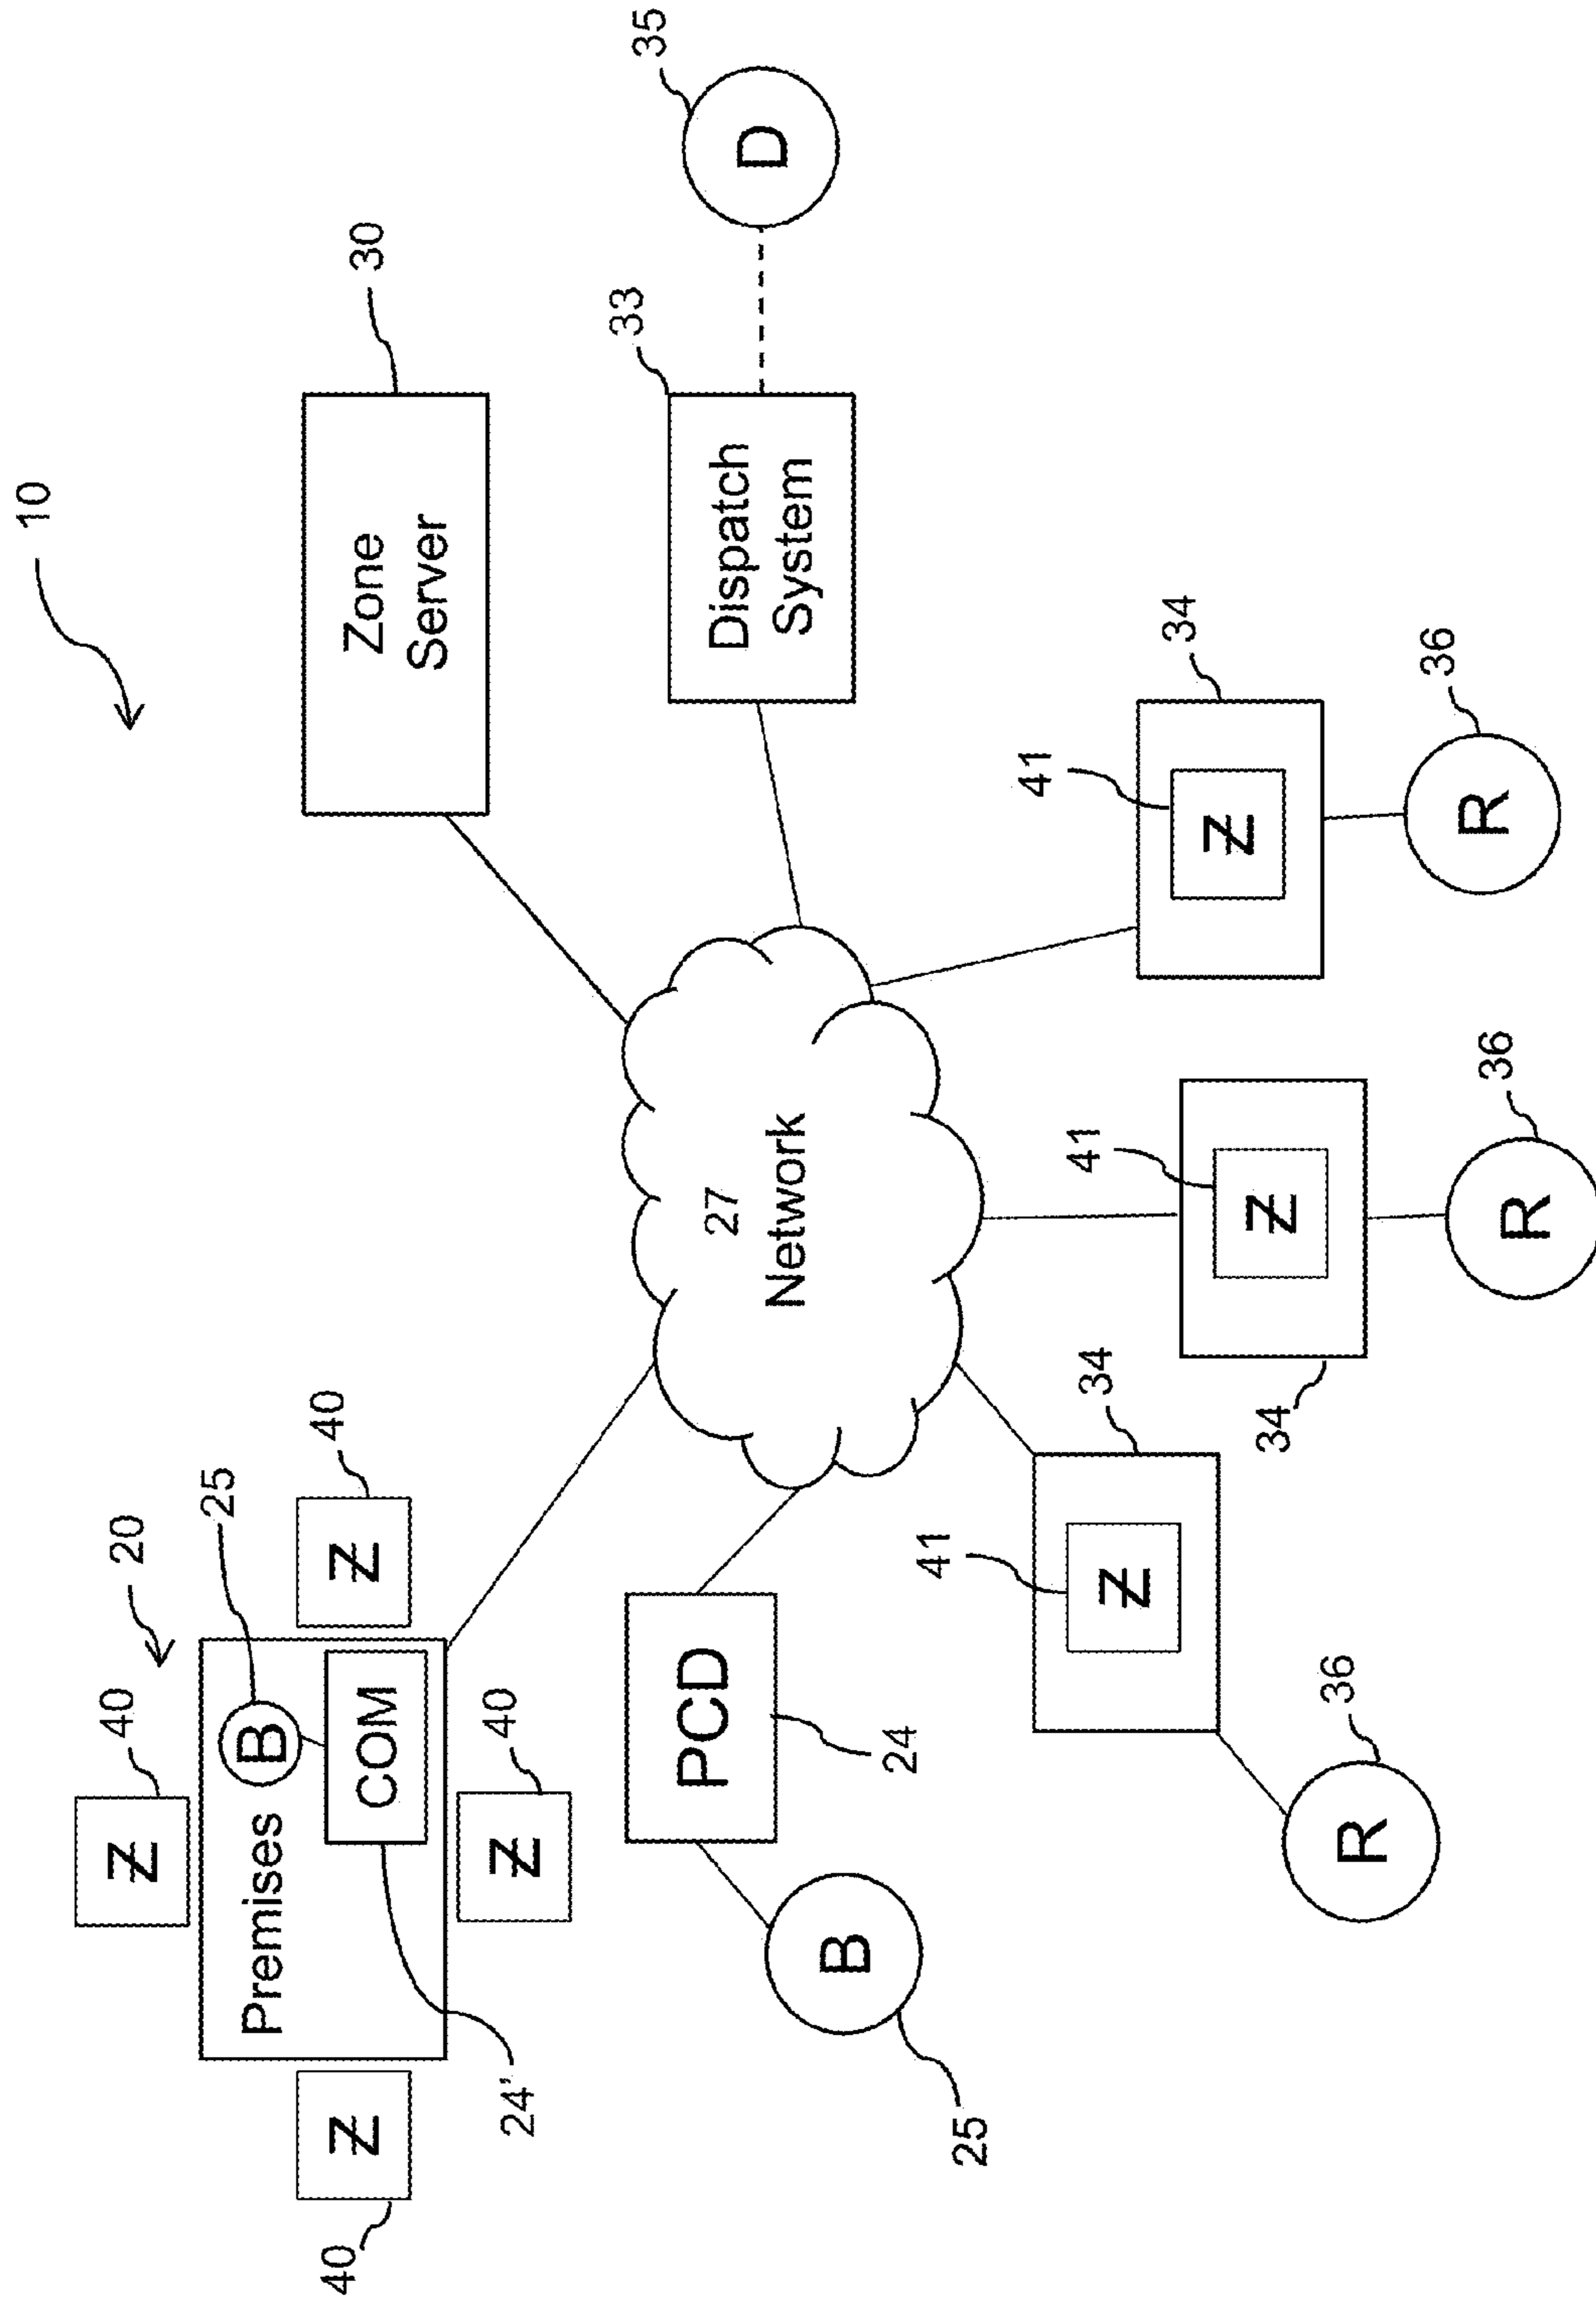 10
20
40
Ƶ
25
Premises
B
COM
24'
40
Ƶ
40
Ƶ
40
Ƶ
Zone
Server
30
33
Dispatch
System
35
D
27
Network
PCD
24
B
25
41
34
Ƶ
36
R
41
34
Ƶ
36
R
41
34
Ƶ
36
R